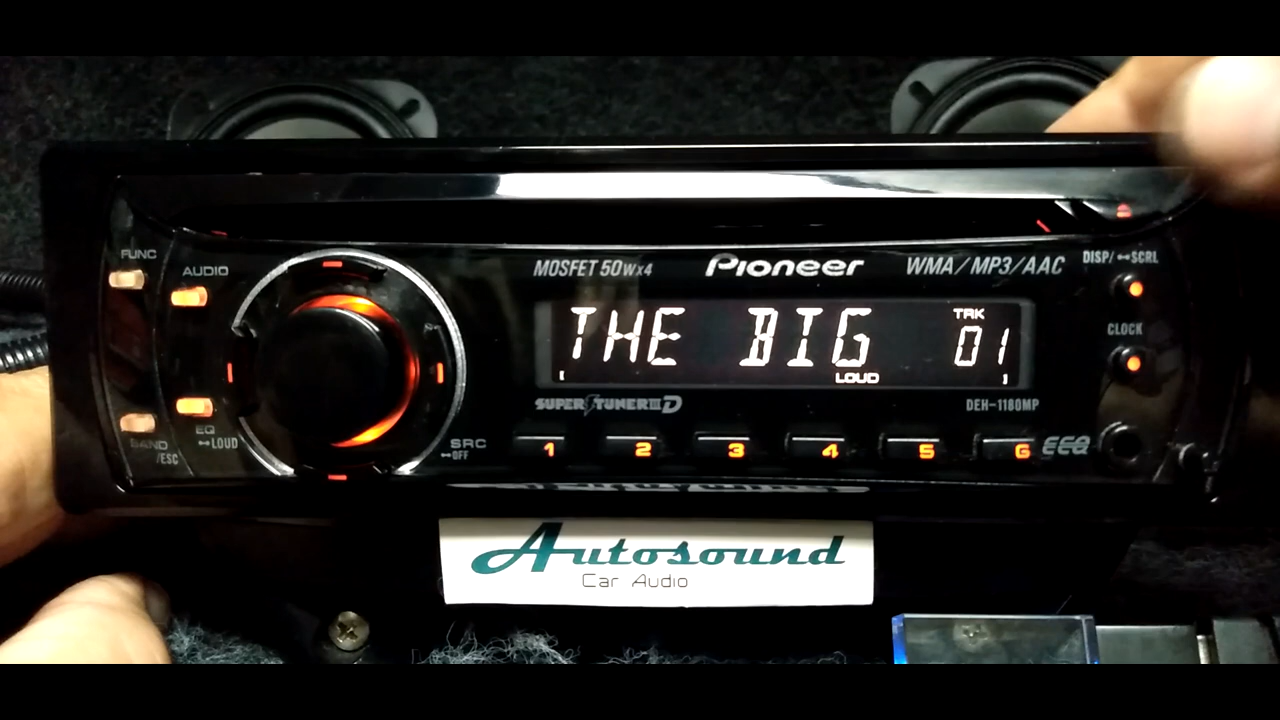 FUNC
AUDIO
MOSFET 50Wx4
Pioneer
WMA/MP3/AAC
DISP/ SCRL
THE BIG
TRK
01
LOUD
CLOCK
SUPER TUNER III D
DEH-1180MP
BAND
/ESC
EQ
LOUD
SRC
OFF
1 2 3 4 5 6
EEQ
Autosound
Car Audio